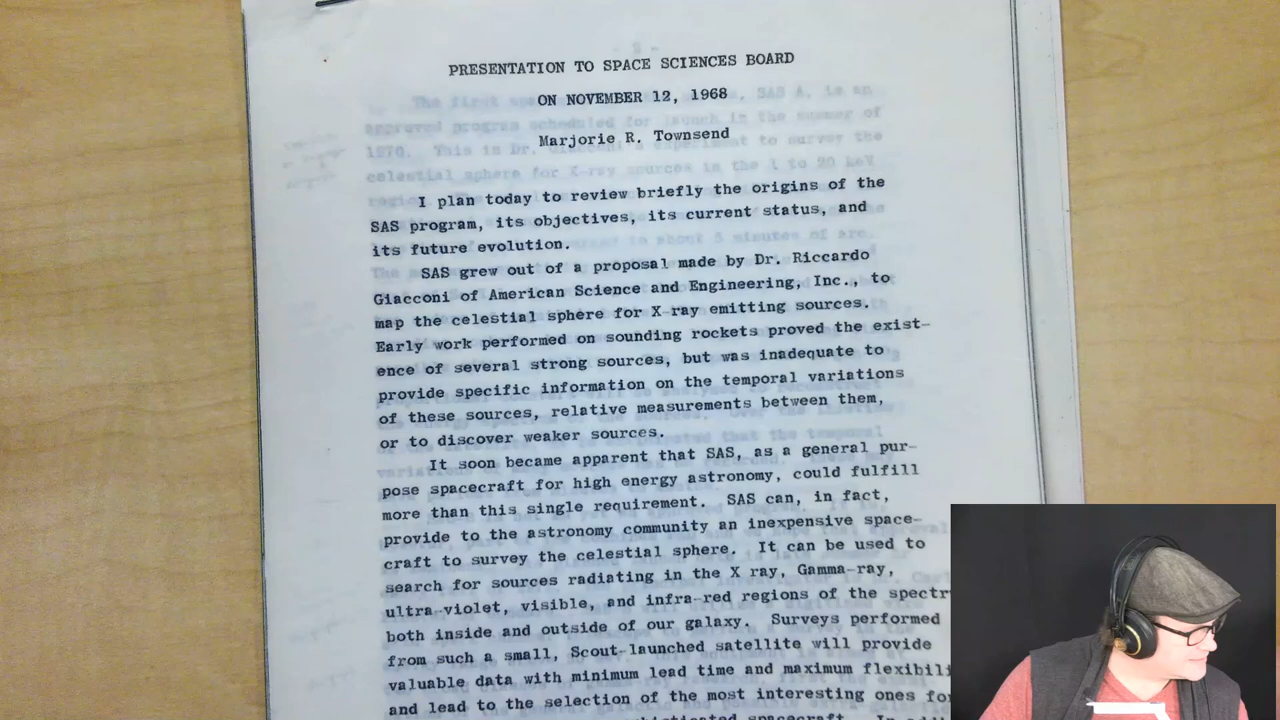 PRESENTATION TO SPACE SCIENCES BOARD
ON NOVEMBER 12, 1968
Marjorie R. Townsend
I plan today to review briefly the origins of the
SAS program, its objectives, its current status, and
its future evolution.
SAS grew out of a proposal made by Dr. Riccardo
Giacconi of American Science and Engineering, Inc., to
map the celestial sphere for X-ray emitting sources.
Early work performed on sounding rockets proved the exist-
ence of several strong sources, but was inadequate to
provide specific information on the temporal variations
of these sources, relative measurements between them,
or to discover weaker sources.
It soon became apparent that SAS, as a general pur-
pose spacecraft for high energy astronomy, could fulfill
more than this single requirement. SAS can, in fact,
provide to the astronomy community an inexpensive space-
craft to survey the celestial sphere. It can be used to
search for sources radiating in the X ray, Gamma-ray,
ultra-violet, visible, and infra-red regions of the spectr
both inside and outside of our galaxy. Surveys performed
from such a small, Scout-launched satellite will provide
valuable data with minimum lead time and maximum flexibili
and lead to the selection of the most interesting ones for
spacecraft. In